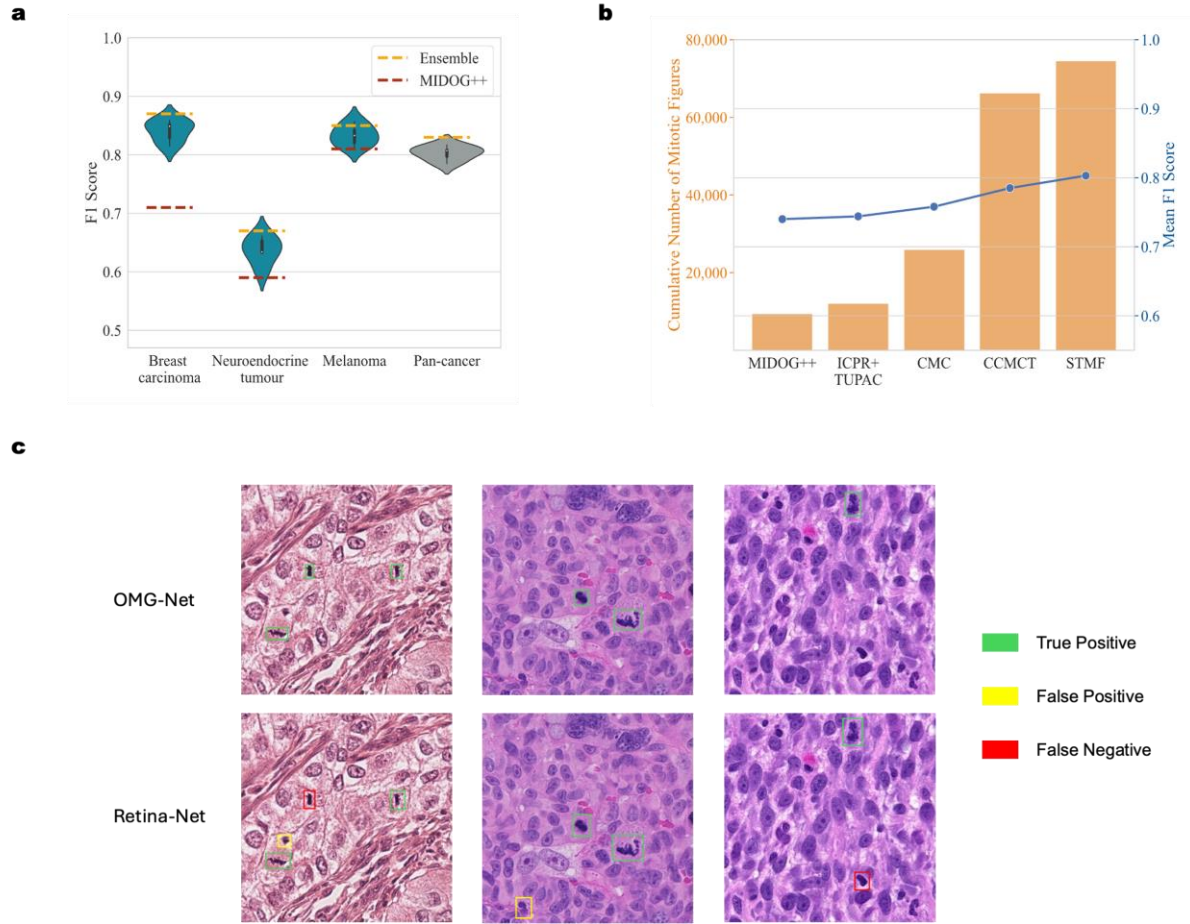 a
1.0
0.9
0.8
0.7
0.6
0.5
F1 Score
Ensemble
MIDOG++
Breast
carcinoma
Neuroendocrine
tumour
Melanoma
Pan-cancer
b
80,000
60,000
40,000
20,000
Cumulative Number of Mitotic Figures
1.0
0.9
0.8
0.7
0.6
Mean F1 Score
MIDOG++
ICPR+
TUPAC
CMC
CCMCT
STMF
c
OMG-Net
Retina-Net
True Positive
False Positive
False Negative